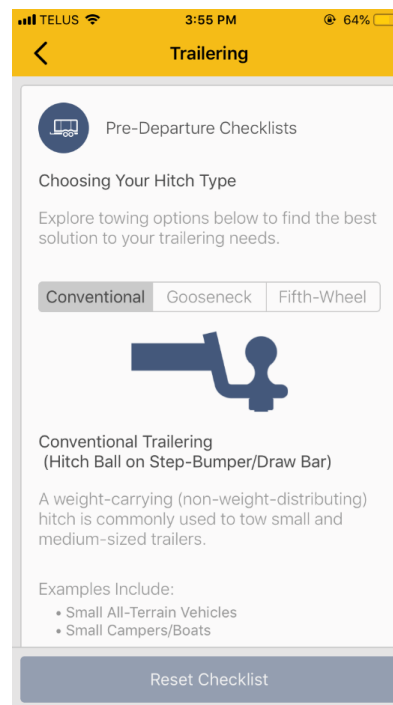 TELUS 3:55 PM 64%
Trailering
Pre-Departure Checklists
Choosing Your Hitch Type
Explore towing options below to find the best
solution to your trailering needs.
Conventional Gooseneck Fifth-Wheel
Conventional Trailering
(Hitch Ball on Step-Bumper/Draw Bar)
A weight-carrying (non-weight-distributing)
hitch is commonly used to tow small and
medium-sized trailers.
Examples Include:
• Small All-Terrain Vehicles
• Small Campers/Boats
Reset Checklist